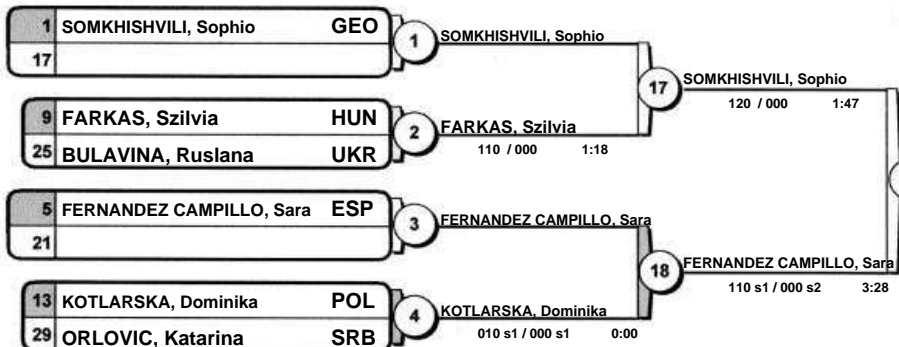 1 SOMKHISHVILI, Sophio GEO
17
1
SOMKHISHVILI, Sophio
9 FARKAS, Szilvia HUN
25 BULAVINA, Ruslana UKR
2
FARKAS, Szilvia
110 / 000 1:18
17
SOMKHISHVILI, Sophio
120 / 000 1:47
5 FERNANDEZ CAMPILLO, Sara ESP
21
3
FERNANDEZ CAMPILLO, Sara
13 KOTLARSKA, Dominika POL
29 ORLOVIC, Katarina SRB
4
KOTLARSKA, Dominika
010 s1 / 000 s1 0:00
18
FERNANDEZ CAMPILLO, Sara
110 s1 / 000 s2 3:28